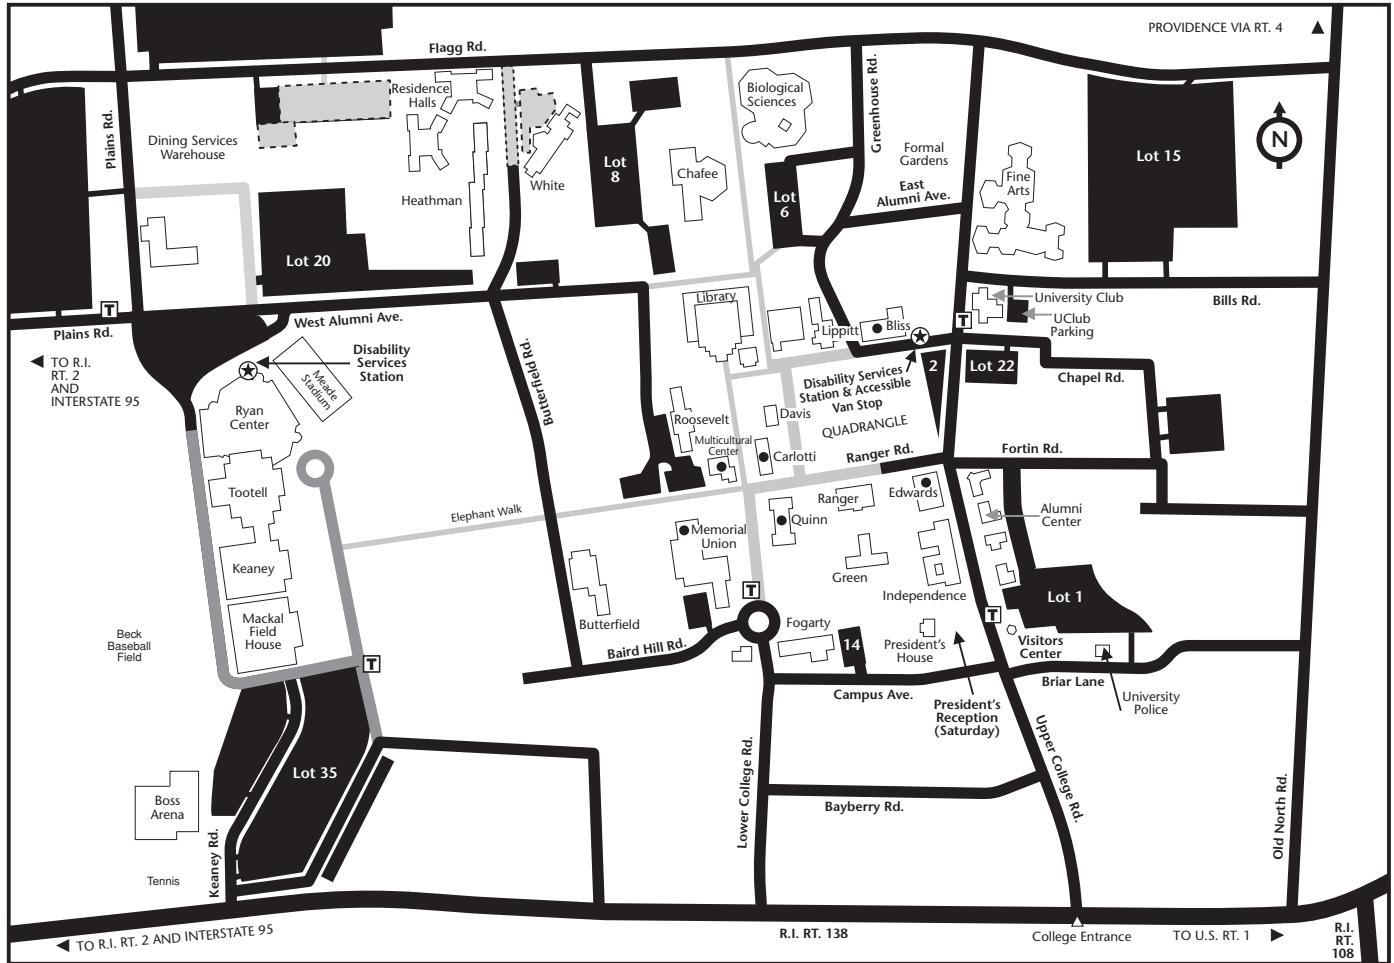 PROVIDENCE VIA RT. 4
Flagg Rd.
Plains Rd.
Residence
Halls
Dining Services
Warehouse
Heathman
White
Lot
8
Chafee
Biological
Sciences
Lot
6
Greenhouse Rd.
Formal
Gardens
East
Alumni Ave.
Fine
Arts
Lot 15
N
Lot 20
T
Plains Rd.
West Alumni Ave.
Library
Lippitt
Bliss
T
University Club
UClub
Parking
Bills Rd.
TO R.I.
RT. 2
AND
INTERSTATE 95
Disability
Services
Station
Meade
Stadium
Ryan
Center
Butterfield Rd.
Disability Services
Station & Accessible
Van Stop
2
Lot 22
Chapel Rd.
Roosevelt
Davis
QUADRANGLE
Multicultural
Center
Carlotti
Ranger Rd.
Fortin Rd.
Tootell
Elephant Walk
Ranger
Edwards
Quinn
Alumni
Center
Memorial
Union
Keaney
Green
Independence
T
Lot 1
Butterfield
Mackal
Field
House
Beck
Baseball
Field
Fogarty
14
President's
House
T
Visitors
Center
Baird Hill Rd.
T
Campus Ave.
Briar Lane
University
Police
President's
Reception
(Saturday)
Upper College Rd.
Lot 35
Lower College Rd.
Boss
Arena
Bayberry Rd.
Old North Rd.
Keaney Rd.
Tennis
TO R.I. RT. 2 AND INTERSTATE 95
R.I. RT. 138
College Entrance
TO U.S. RT. 1
R.I.
RT.
108